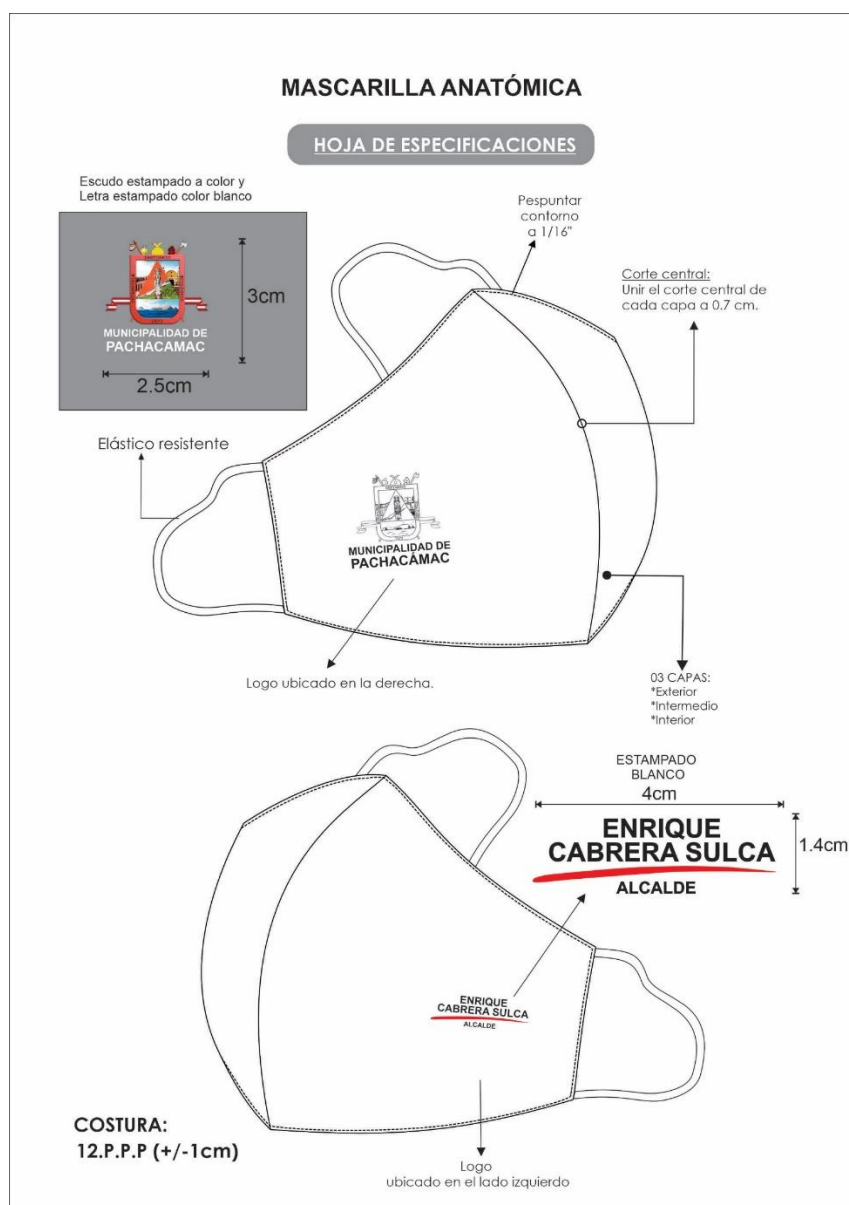 MASCARILLA ANATÓMICA
HOJA DE ESPECIFICACIONES
Escudo estampado a color y
Letra estampado color blanco
MUNICIPALIDAD DE
PACHACAMAC
3cm
2.5cm
Pespuntar
contorno
a 1/16"
Corte central:
Unir el corte central de
cada capa a 0.7 cm.
Elástico resistente
MUNICIPALIDAD DE
PACHACÁMAC
Logo ubicado en la derecha.
03 CAPAS:
*Exterior
*Intermedio
*Interior
ESTAMPADO
BLANCO
4cm
ENRIQUE
CABRERA SULCA
ALCALDE
1.4cm
ENRIQUE
CABRERA SULCA
ALCALDE
COSTURA:
12.P.P.P (+/-1cm)
Logo
ubicado en el lado izquierdo